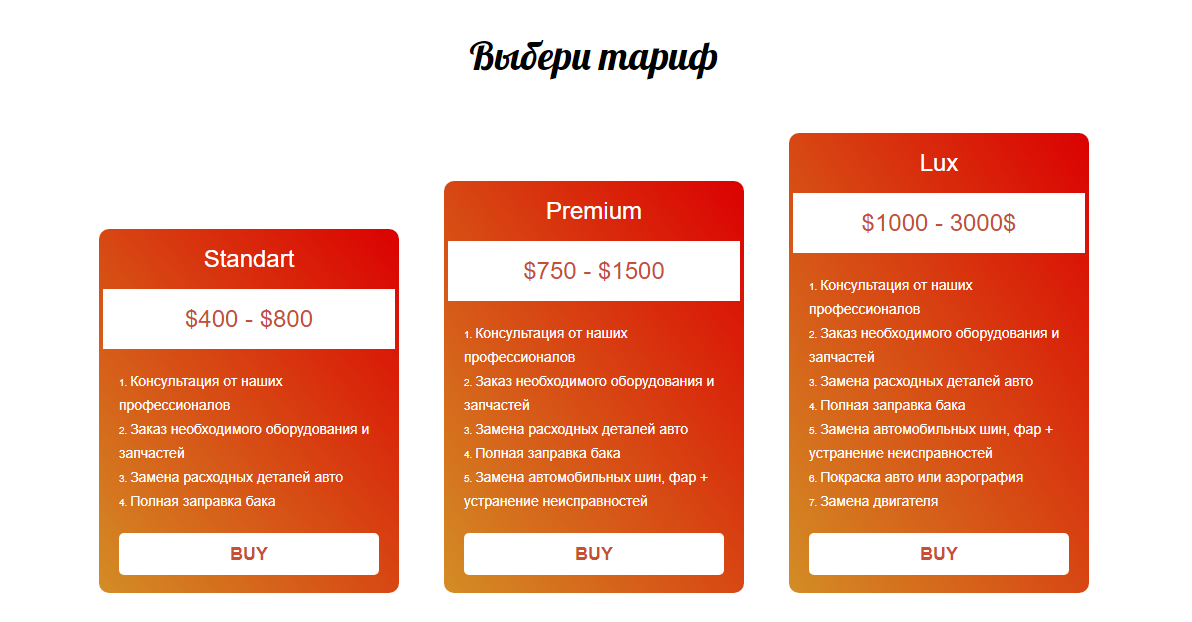 Выбери тариф
Standart
$400 - $800
1. Консультация от наших
профессионалов
2. Заказ необходимого оборудования и
запчастей
3. Замена расходных деталей авто
4. Полная заправка бака
BUY
Premium
$750 - $1500
1. Консультация от наших
профессионалов
2. Заказ необходимого оборудования и
запчастей
3. Замена расходных деталей авто
4. Полная заправка бака
5. Замена автомобильных шин, фар +
устранение неисправностей
BUY
Lux
$1000 - 3000$
1. Консультация от наших
профессионалов
2. Заказ необходимого оборудования и
запчастей
3. Замена расходных деталей авто
4. Полная заправка бака
5. Замена автомобильных шин, фар +
устранение неисправностей
6. Покраска авто или аэрография
7. Замена двигателя
BUY